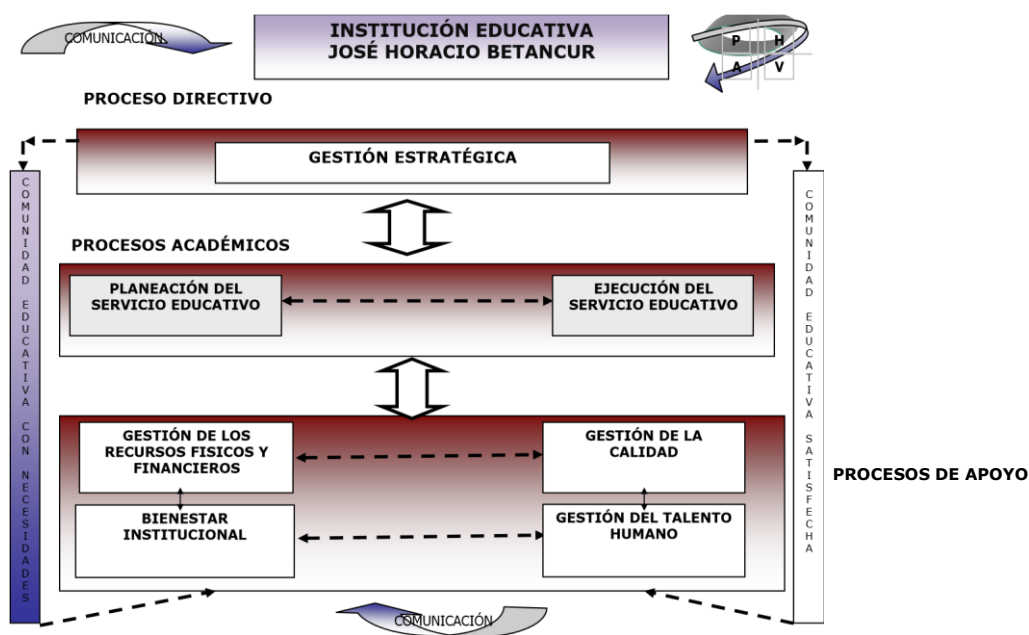 COMUNICACIÓN
INSTITUCIÓN EDUCATIVA
JOSÉ HORACIO BETANCUR
P H
A V
PROCESO DIRECTIVO
GESTIÓN ESTRATÉGICA
COMUNIDAD EDUCATIVA CON NECESIDADES
COMUNIDAD EDUCATIVA SATISFECHA
PROCESOS ACADÉMICOS
PLANEACIÓN DEL
SERVICIO EDUCATIVO
EJECUCIÓN DEL
SERVICIO EDUCATIVO
GESTIÓN DE LOS
RECURSOS FISICOS Y
FINANCIEROS
GESTIÓN DE LA
CALIDAD
PROCESOS DE APOYO
BIENESTAR
INSTITUCIONAL
GESTIÓN DEL TALENTO
HUMANO
COMUNICACIÓN